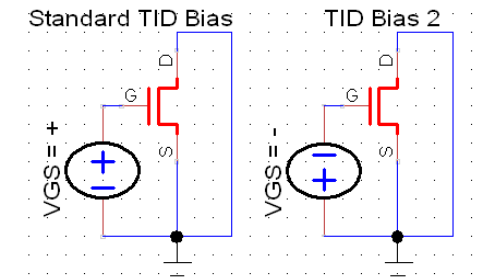 Standard TID Bias
TID Bias 2
D
G
S
VGS = +
+
−
D
G
S
VGS = -
−
+